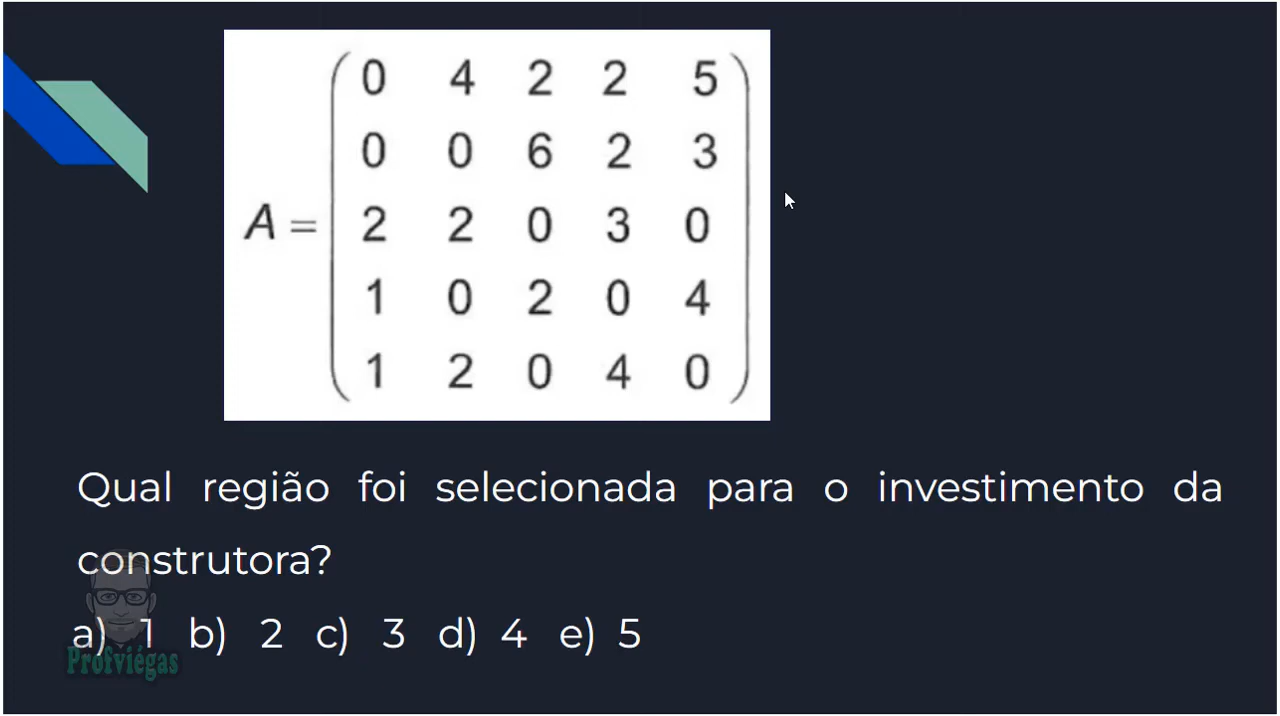 A = ( 0 4 2 2 5
0 0 6 2 3
2 2 0 3 0
1 0 2 0 4
1 2 0 4 0 )
Qual região foi selecionada para o investimento da
construtora?
a) 1 b) 2 c) 3 d) 4 e) 5
Profviégas